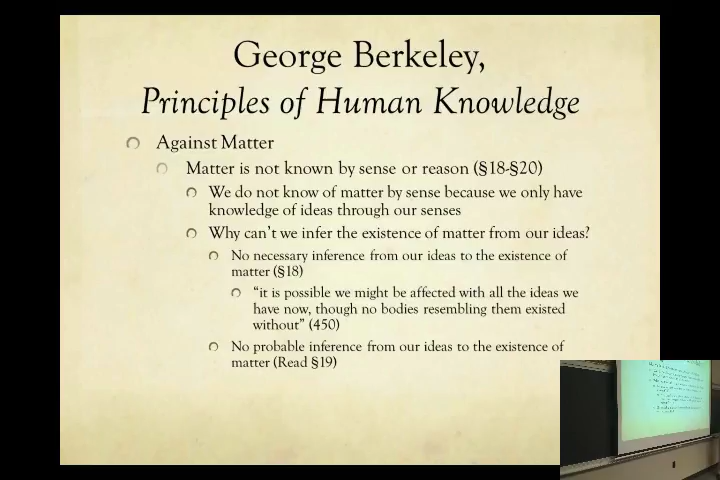 George Berkeley,
Principles of Human Knowledge
Against Matter
Matter is not known by sense or reason (§18-§20)
We do not know of matter by sense because we only have
knowledge of ideas through our senses
Why can't we infer the existence of matter from our ideas?
No necessary inference from our ideas to the existence of
matter (§18)
“it is possible we might be affected with all the ideas we
have now, though no bodies resembling them existed
without” (450)
No probable inference from our ideas to the existence of
matter (Read §19)